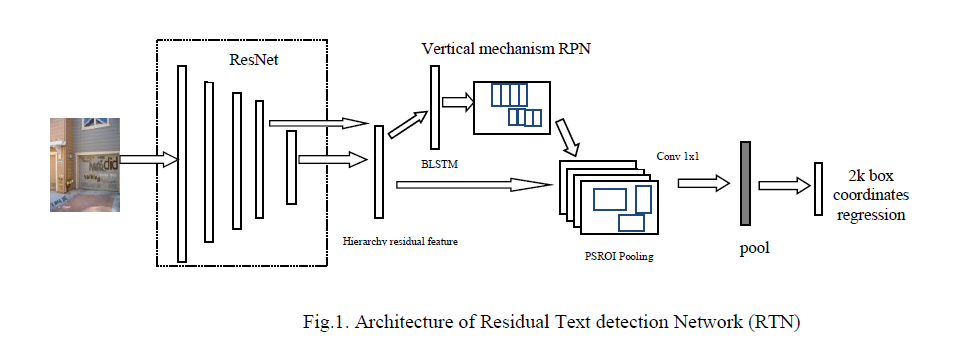 Vertical mechanism RPN
ResNet
BLSTM
Conv 1x1
2k box
coordinates
regression
Hierarchy residual feature
PSROI Pooling
pool
Fig.1. Architecture of Residual Text detection Network (RTN)